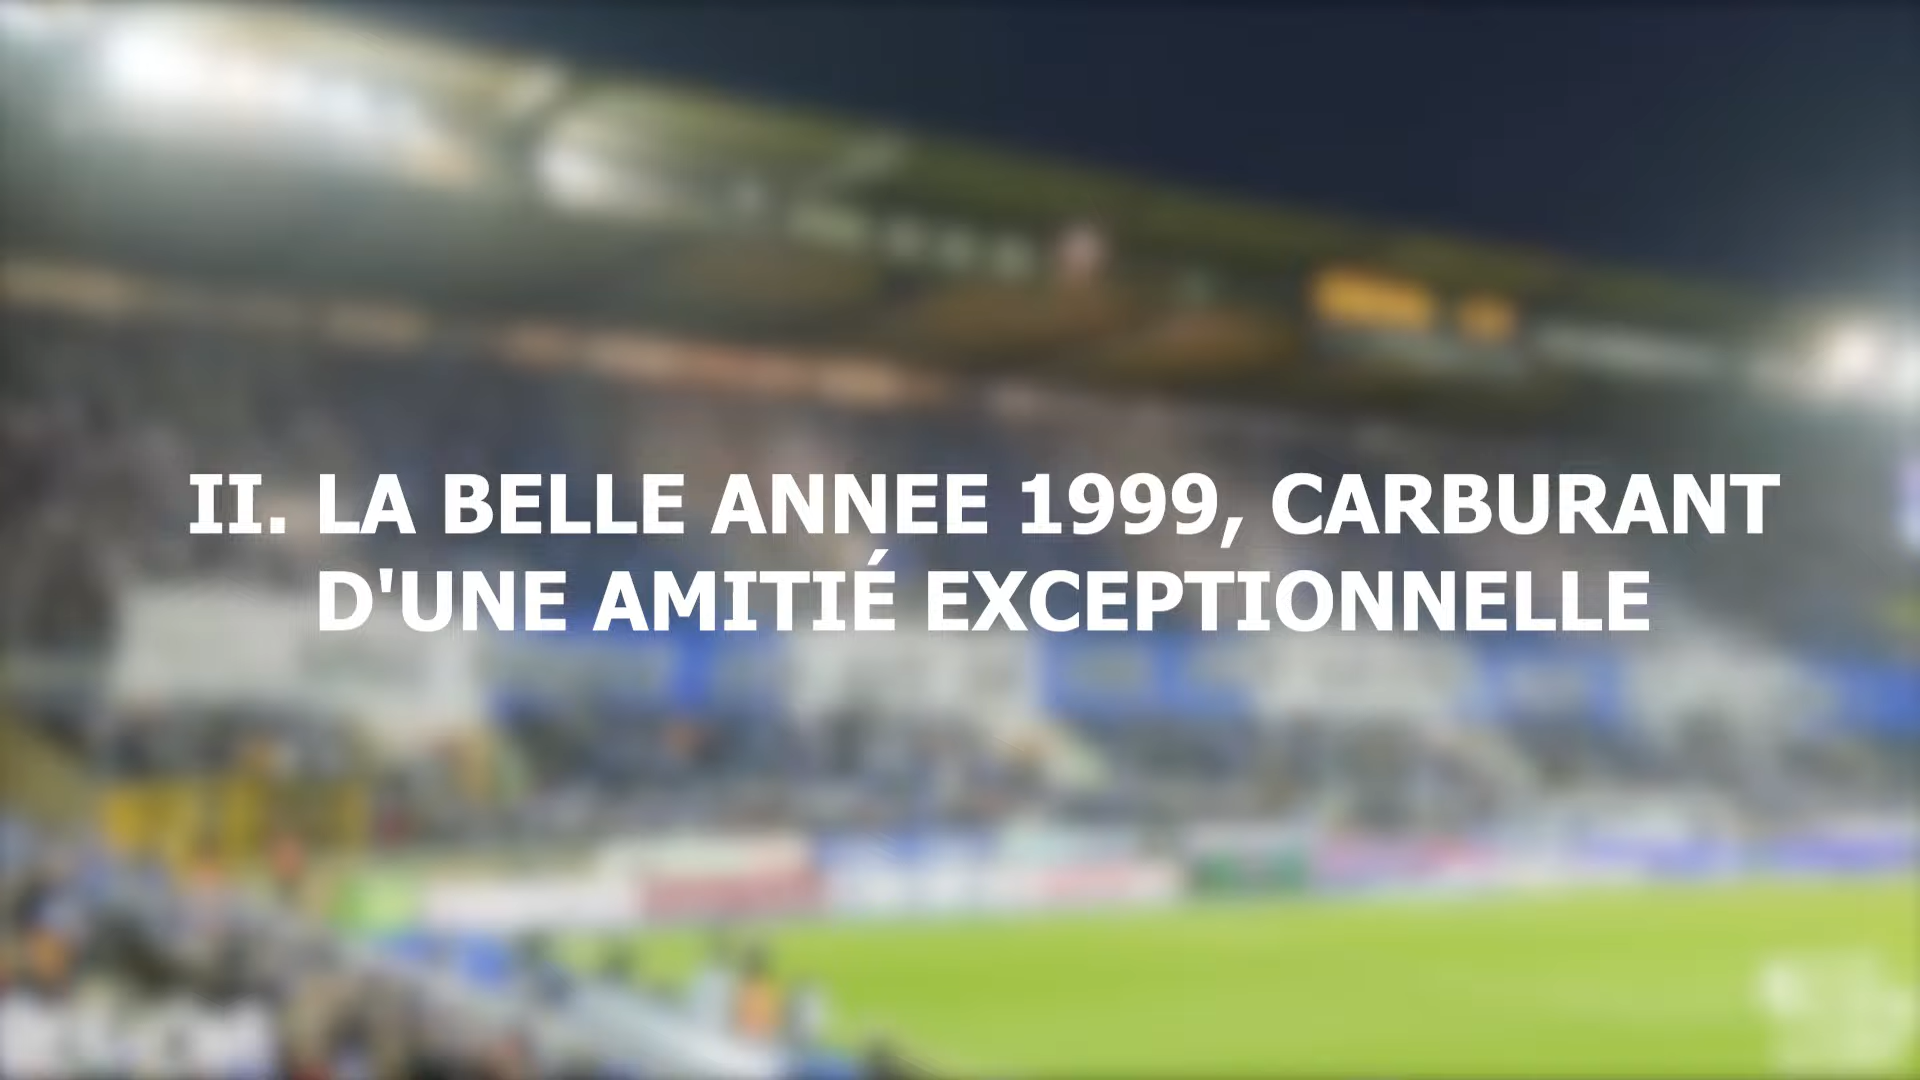 II. LA BELLE ANNEE 1999, CARBURANT
D'UNE AMITIÉ EXCEPTIONNELLE